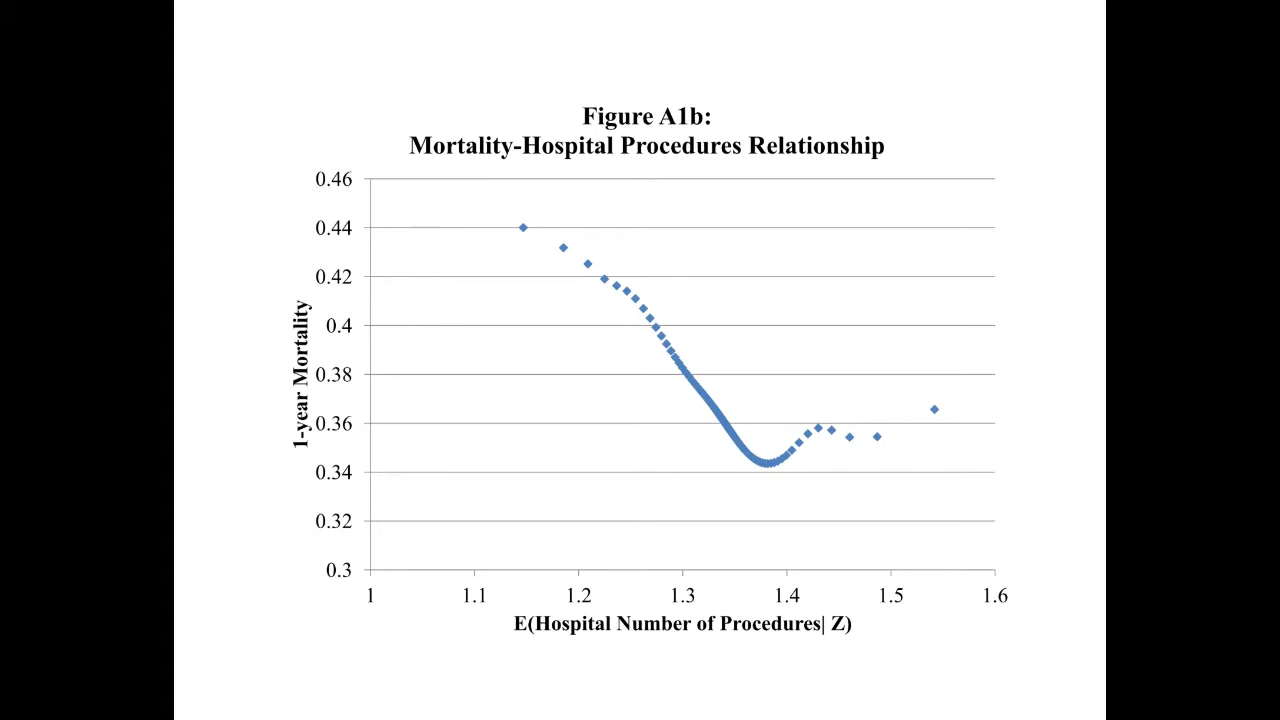 Figure A1b:
Mortality-Hospital Procedures Relationship
0.46
0.44
0.42
0.4
0.38
0.36
0.34
0.32
0.3
1-year Mortality
1 1.1 1.2 1.3 1.4 1.5 1.6
E(Hospital Number of Procedures| Z)